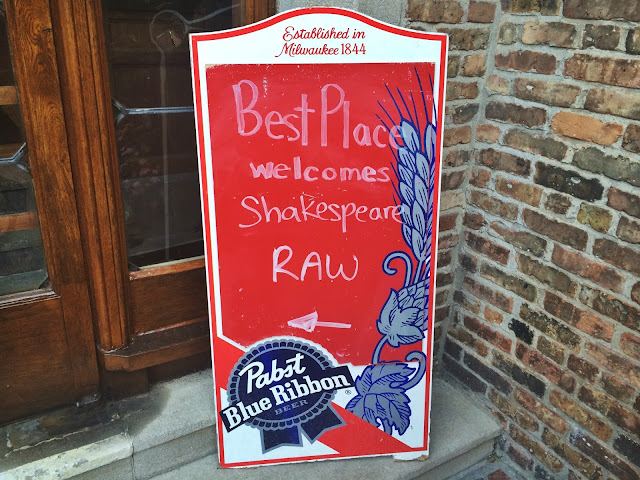 Established in
Milwaukee 1844
Best Place
welcomes
Shakespeare
RAW
Pabst
Blue Ribbon
BEER